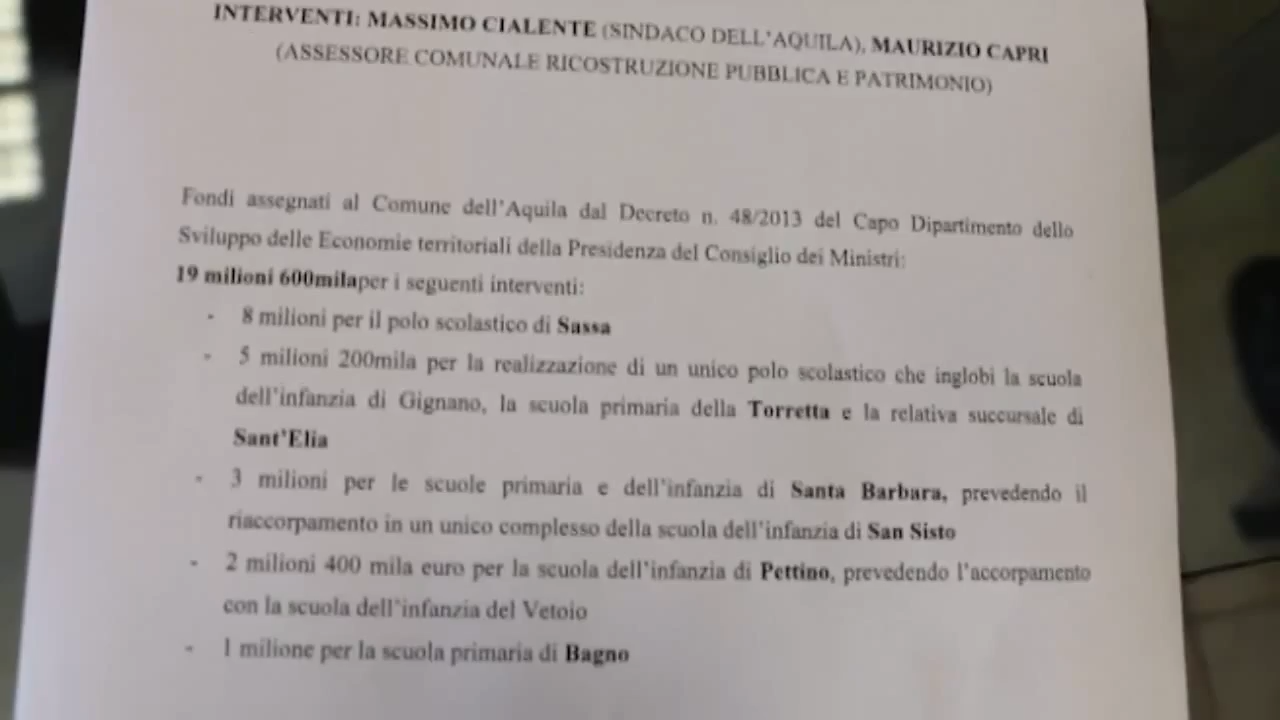 INTERVENTI: MASSIMO CIALENTE (SINDACO DELL'AQUILA), MAURIZIO CAPRI
(ASSESSORE COMUNALE RICOSTRUZIONE PUBBLICA E PATRIMONIO)
Fondi assegnati al Comune dell'Aquila dal Decreto n. 48/2013 del Capo Dipartimento dello
Sviluppo delle Economie territoriali della Presidenza del Consiglio dei Ministri:
19 milioni 600milaper i seguenti interventi:
- 8 milioni per il polo scolastico di Sassa
- 5 milioni 200mila per la realizzazione di un unico polo scolastico che inglobi la scuola
dell'infanzia di Gignano, la scuola primaria della Torretta e la relativa succursale di
Sant'Elia
- 3 milioni per le scuole primaria e dell'infanzia di Santa Barbara, prevedendo il
riaccorpamento in un unico complesso della scuola dell'infanzia di San Sisto
- 2 milioni 400 mila euro per la scuola dell'infanzia di Pettino, prevedendo l'accorpamento
con la scuola dell'infanzia del Vetoio
- 1 milione per la scuola primaria di Bagno